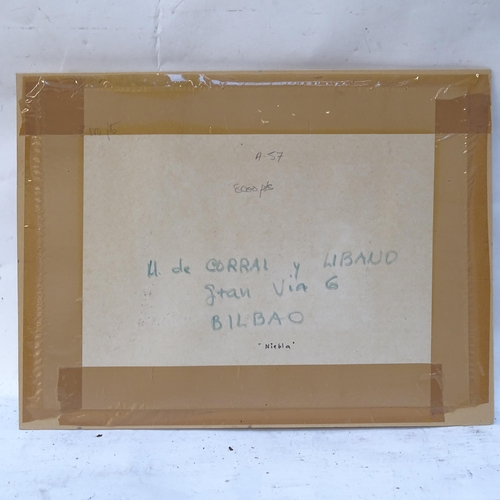 A-57
8000 pts
M. de CORRAL y LIBANO
Gran Via 6
BILBAO
"Niebla"